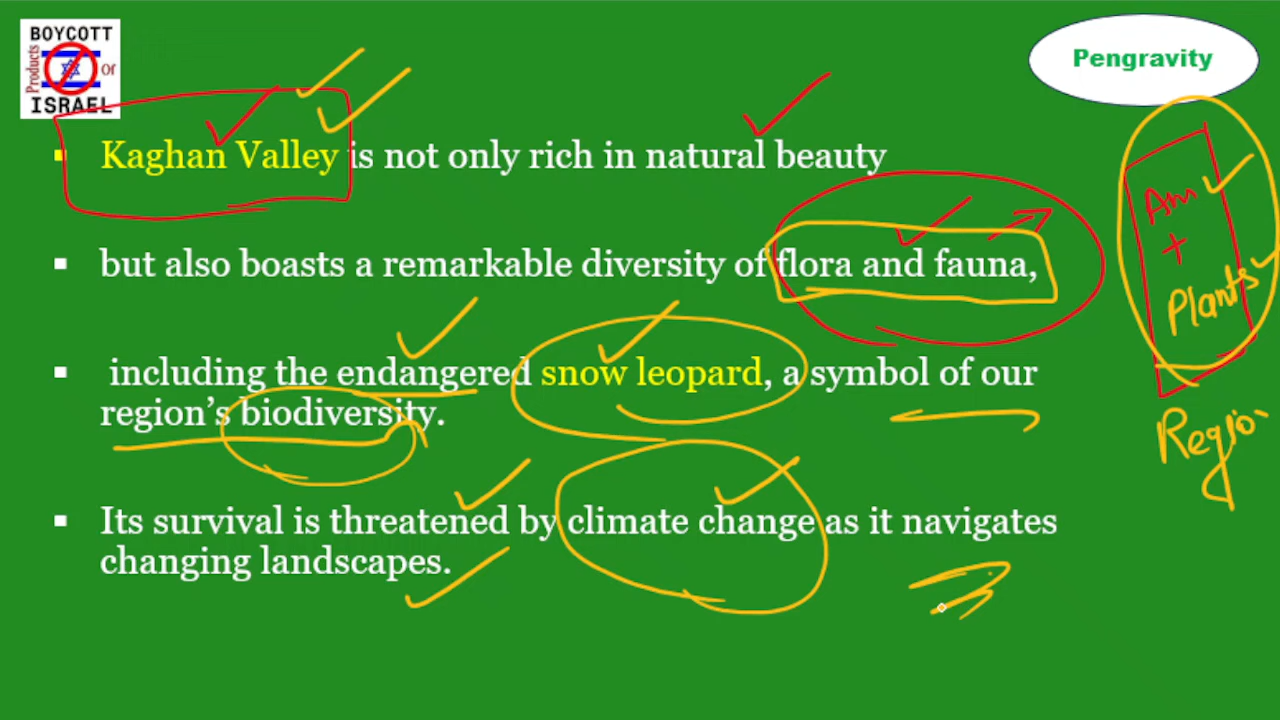 BOYCOTT
Products
or
ISRAEL
Pengravity
▪ Kaghan Valley is not only rich in natural beauty
▪ but also boasts a remarkable diversity of flora and fauna,
▪ including the endangered snow leopard, a symbol of our
region's biodiversity.
▪ Its survival is threatened by climate change as it navigates
changing landscapes.
Am
+
Plants
Regio